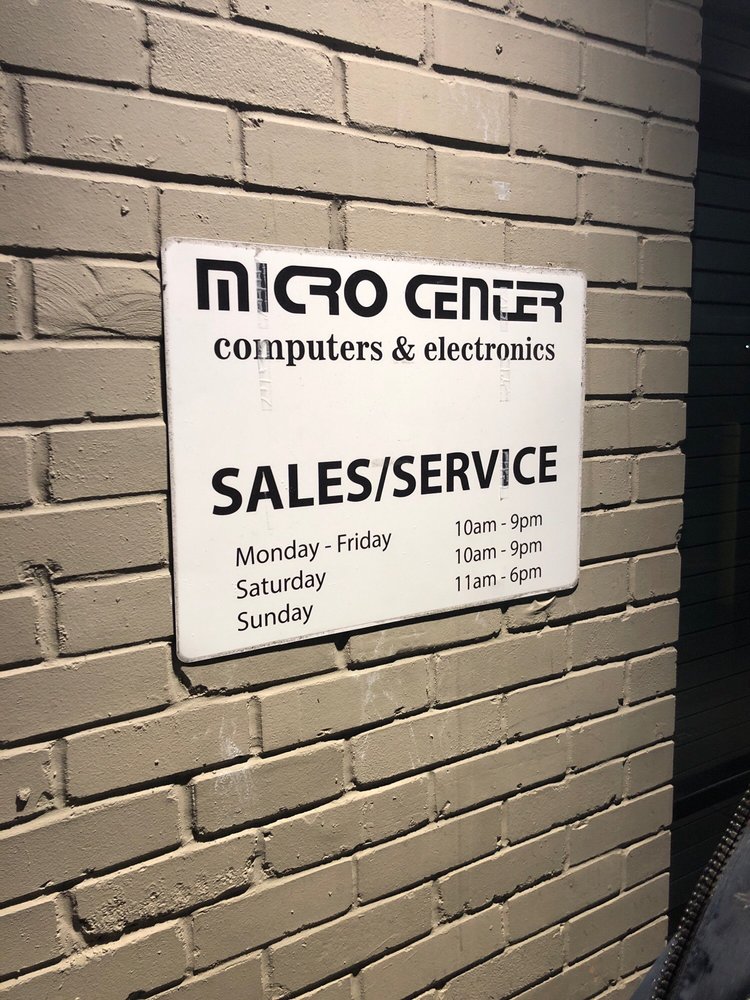 MICRO CENTER
computers & electronics
SALES/SERVICE
Monday - Friday 10am - 9pm
Saturday 10am - 9pm
Sunday 11am - 6pm